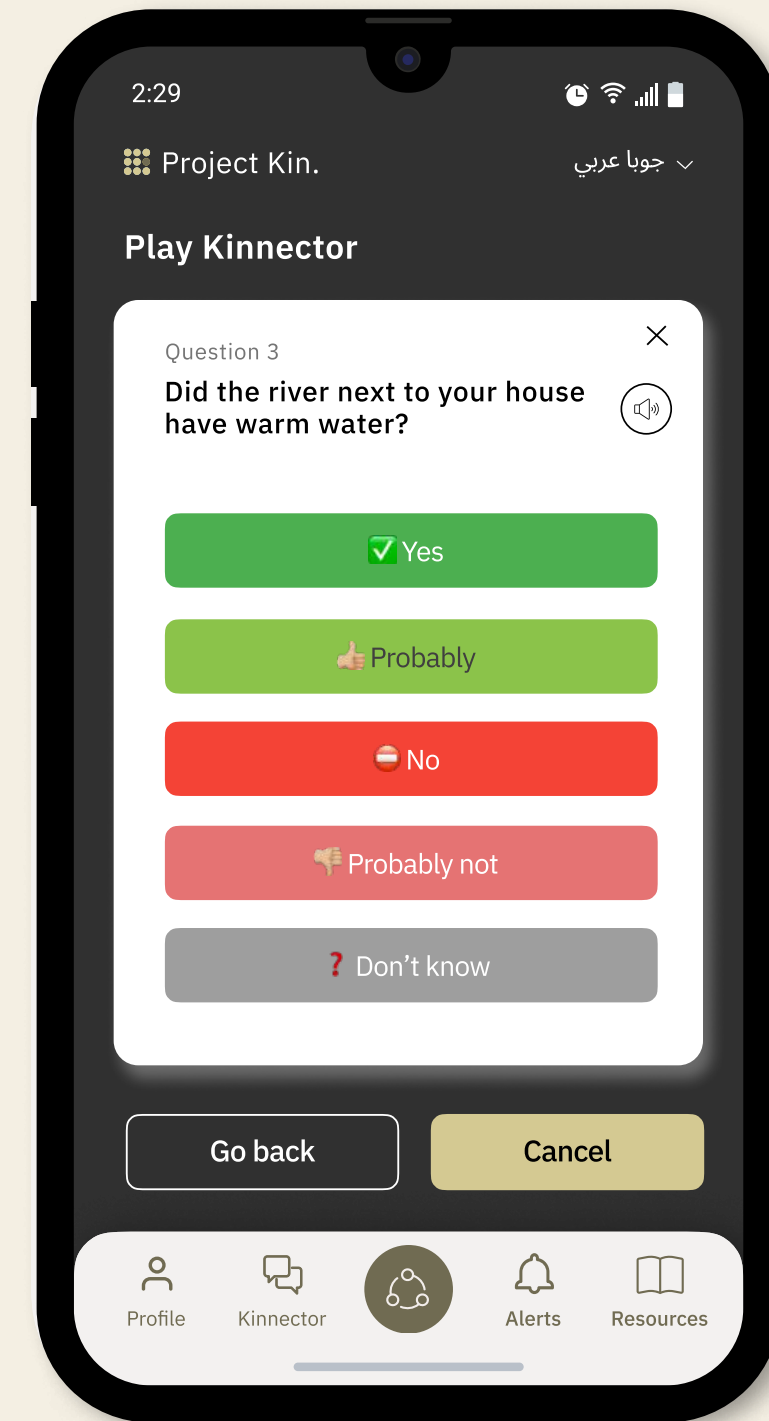 2:29
Project Kin.
جوبا عربي
Play Kinnector
Question 3
Did the river next to your house
have warm water?
Yes
Probably
No
Probably not
Don’t know
Go back
Cancel
Profile
Kinnector
Alerts
Resources